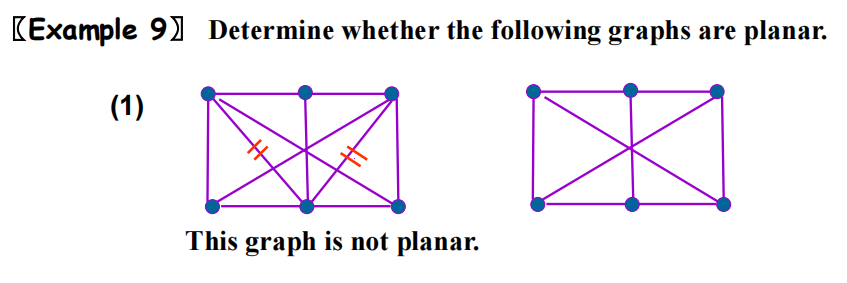 〖Example 9〗 Determine whether the following graphs are planar.
(1)
This graph is not planar.